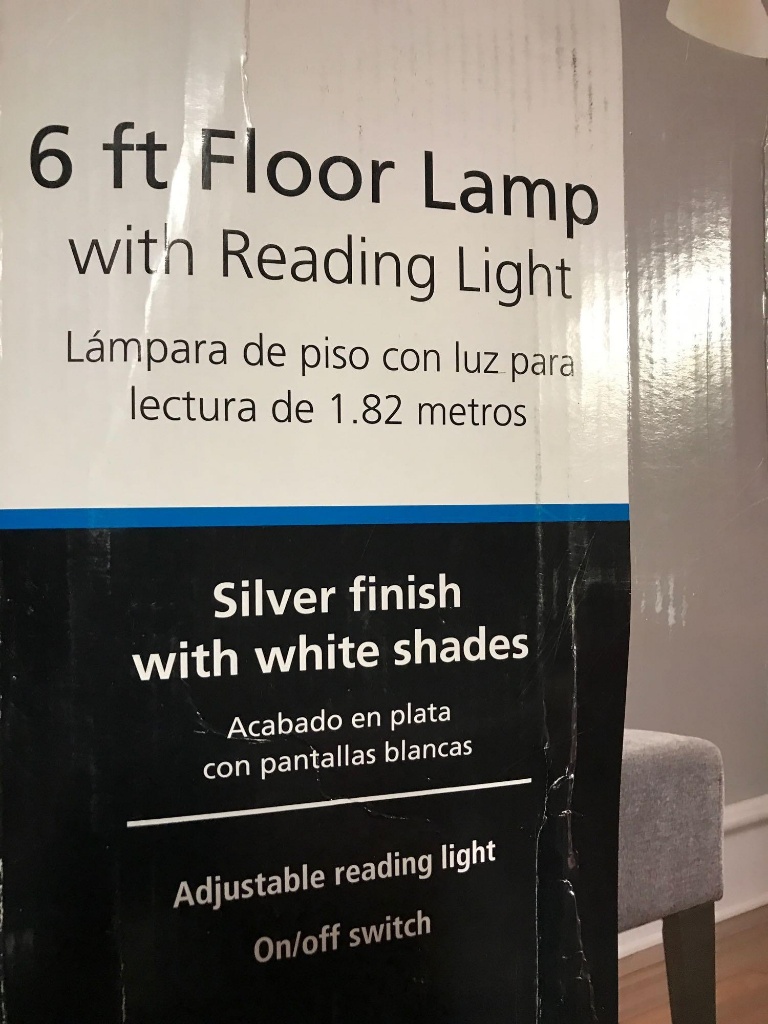 6 ft Floor Lamp
with Reading Light
Lámpara de piso con luz para
lectura de 1.82 metros
Silver finish
with white shades
Acabado en plata
con pantallas blancas
Adjustable reading light
On/off switch